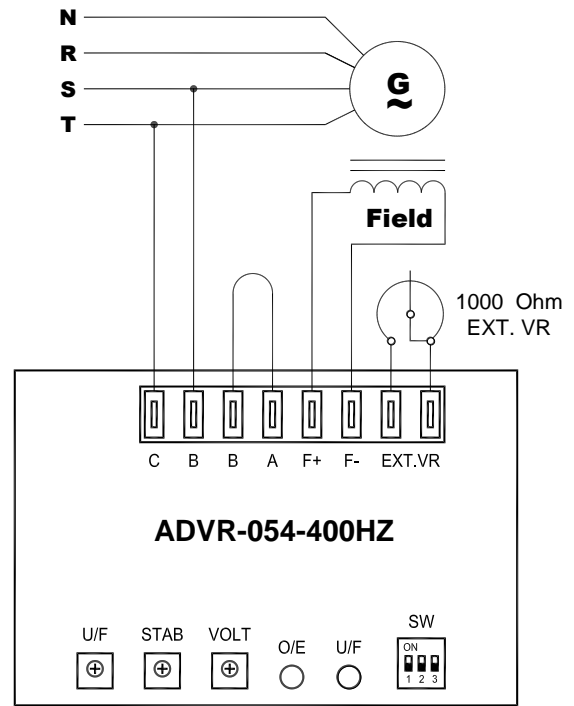 N
R
S
T
G
~
Field
1000 Ohm
EXT. VR
C B B A F+ F- EXT.VR
ADVR-054-400HZ
U/F STAB VOLT O/E U/F SW
ON
1 2 3